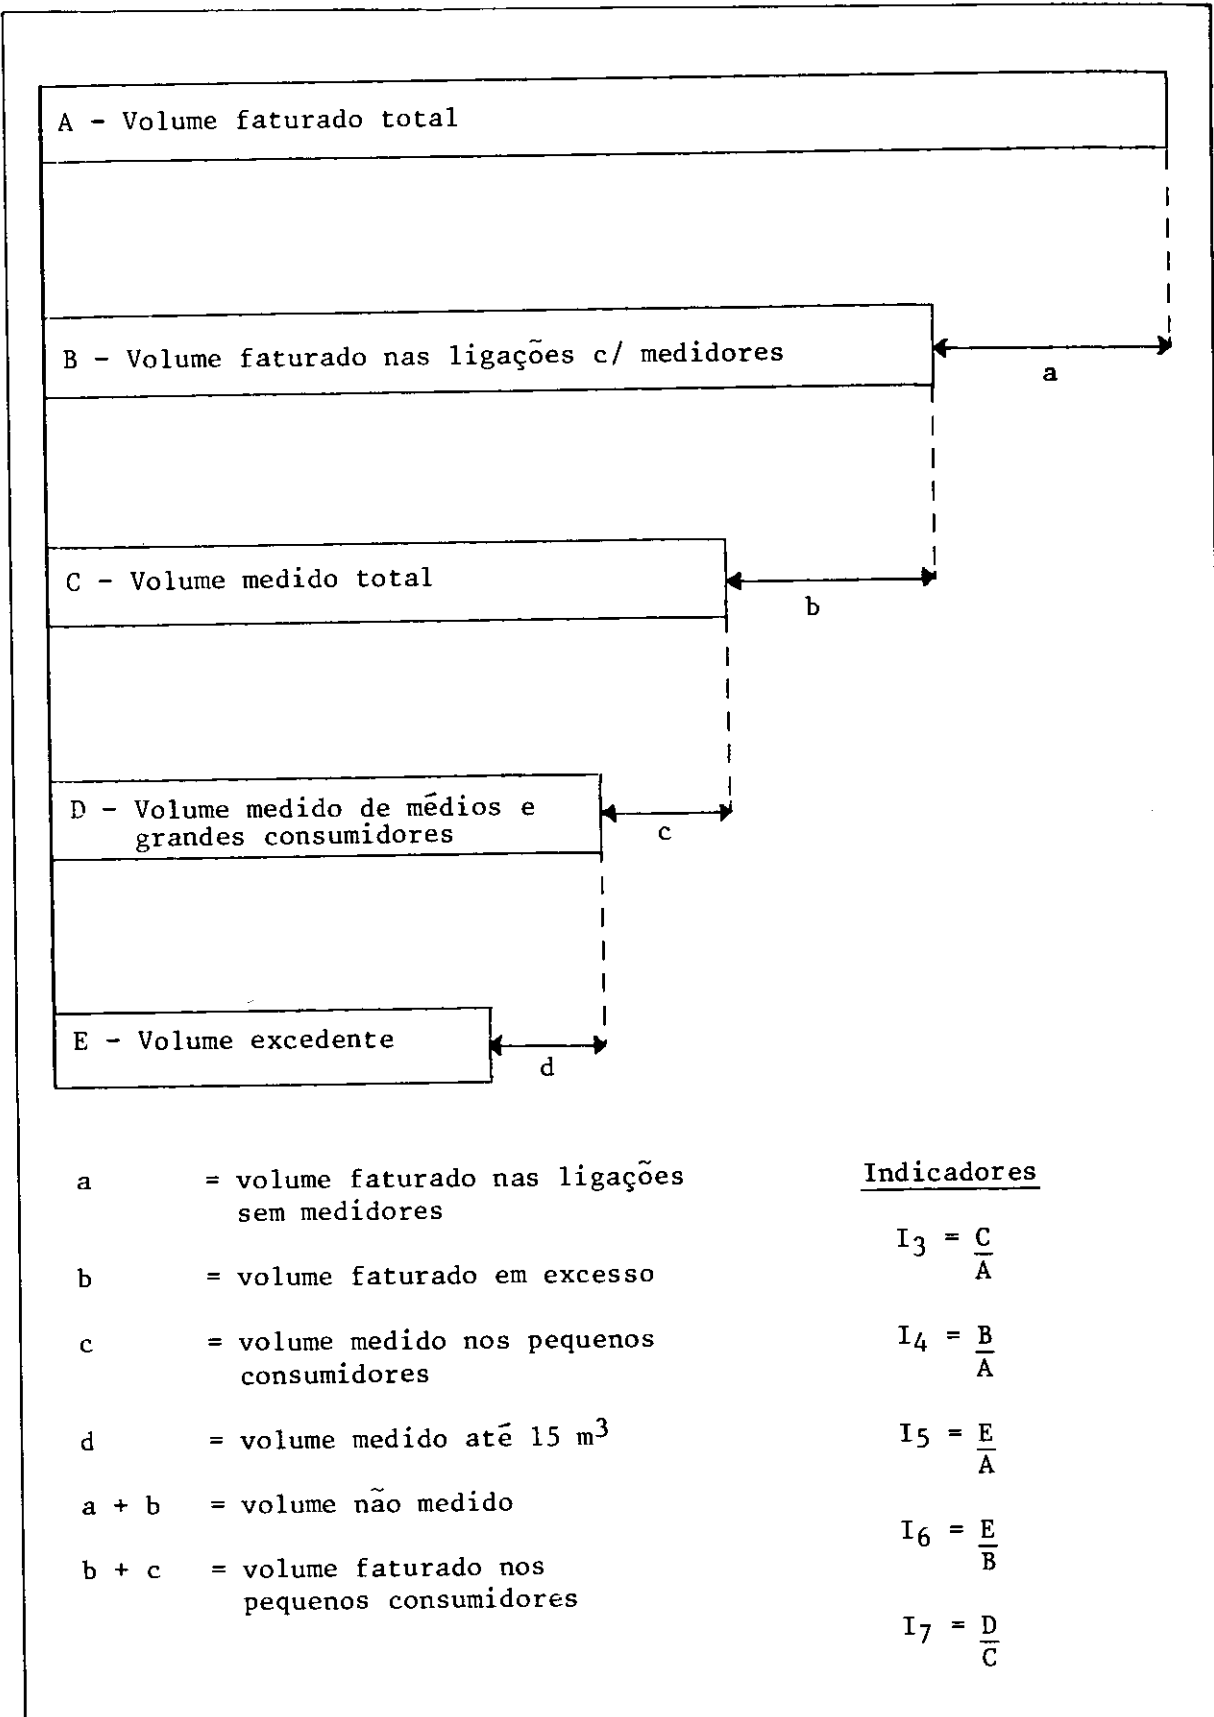 A - Volume faturado total
B - Volume faturado nas ligações c/ medidores
a
C - Volume medido total
b
D - Volume medido de médios e
grandes consumidores
c
E - Volume excedente
d
a = volume faturado nas ligações
sem medidores
b = volume faturado em excesso
c = volume medido nos pequenos
consumidores
d = volume medido até 15 m³
a + b = volume não medido
b + c = volume faturado nos
pequenos consumidores
Indicadores
I3 = C/A
I4 = B/A
I5 = E/A
I6 = E/B
I7 = D/C